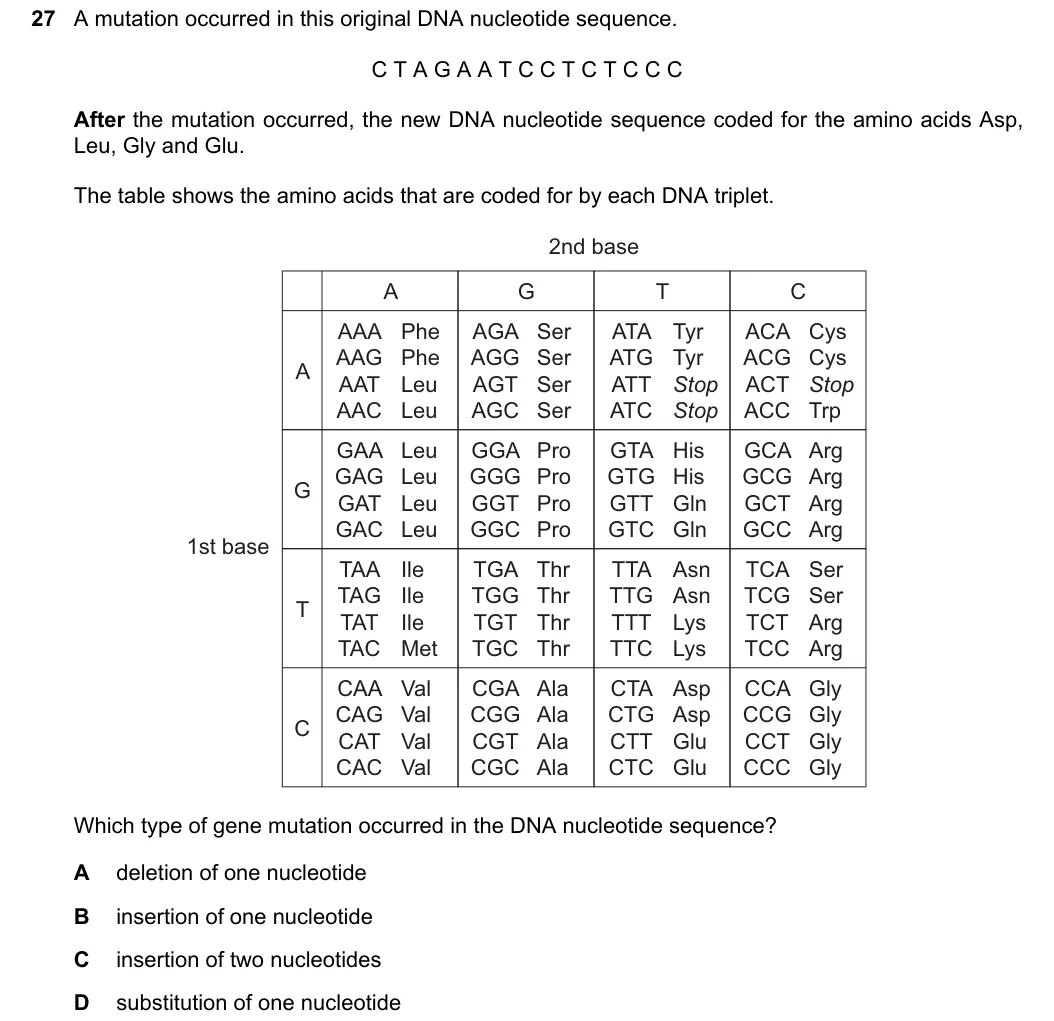 27 A mutation occurred in this original DNA nucleotide sequence.
C T A G A A T C C T C T C C C
After the mutation occurred, the new DNA nucleotide sequence coded for the amino acids Asp,
Leu, Gly and Glu.
The table shows the amino acids that are coded for by each DNA triplet.
2nd base
A G T C
AAA Phe AGA Ser ATA Tyr ACA Cys
AAG Phe AGG Ser ATG Tyr ACG Cys
A
AAT Leu AGT Ser ATT Stop ACT Stop
AAC Leu AGC Ser ATC Stop ACC Trp
GAA Leu GGA Pro GTA His GCA Arg
GAG Leu GGG Pro GTG His GCG Arg
G
GAT Leu GGT Pro GTT Gln GCT Arg
GAC Leu GGC Pro GTC Gln GCC Arg
1st base
TAA Ile TGA Thr TTA Asn TCA Ser
TAG Ile TGG Thr TTG Asn TCG Ser
T
TAT Ile TGT Thr TTT Lys TCT Arg
TAC Met TGC Thr TTC Lys TCC Arg
CAA Val CGA Ala CTA Asp CCA Gly
CAG Val CGG Ala CTG Asp CCG Gly
C
CAT Val CGT Ala CTT Glu CCT Gly
CAC Val CGC Ala CTC Glu CCC Gly
Which type of gene mutation occurred in the DNA nucleotide sequence?
A deletion of one nucleotide
B insertion of one nucleotide
C insertion of two nucleotides
D substitution of one nucleotide